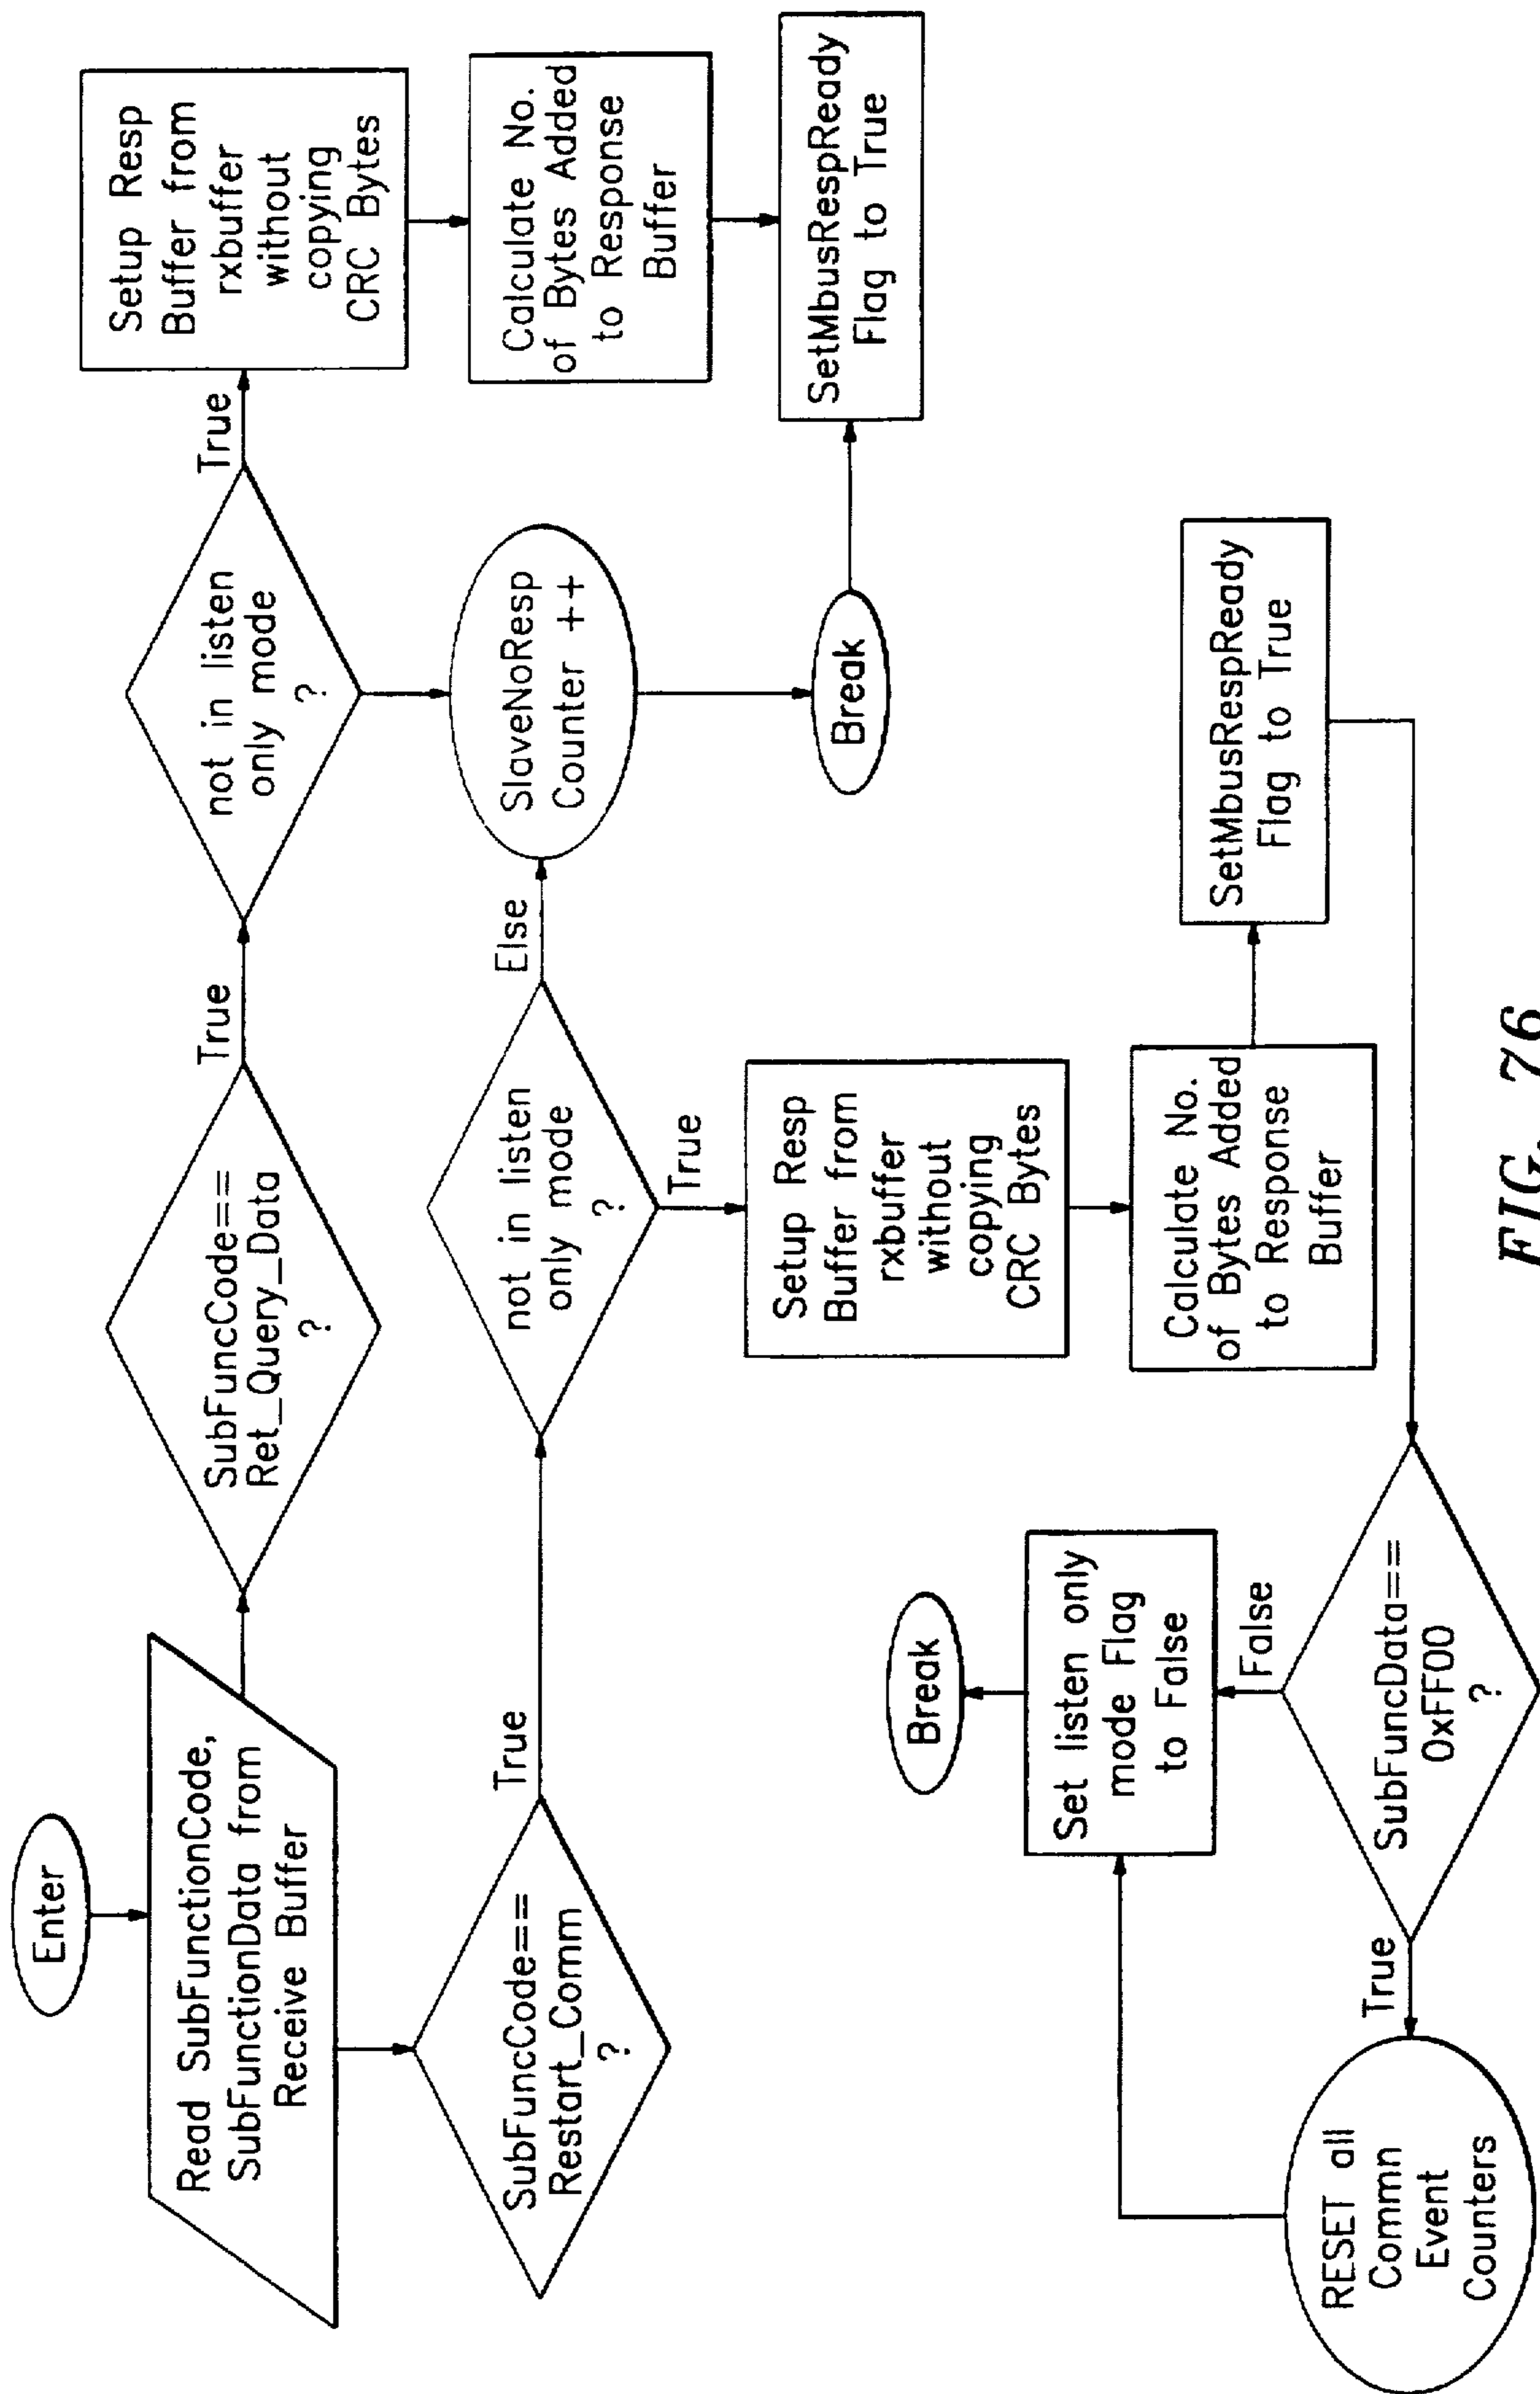 Enter
Read SubFunctionCode,
SubFunctionData from
Receive Buffer
SubFuncCode==
Ret_Query_Data
?
True
not in listen
only mode
?
True
Setup Resp
Buffer from
rxbuffer
without
copying
CRC Bytes
Calculate No.
of Bytes Added
to Response
Buffer
SetMbusRespReady
Flag to True
SubFuncCode==
Restart_Comm
?
True
not in listen
only mode
?
Else
SlaveNoResp
Counter ++
Break
True
Setup Resp
Buffer from
rxbuffer
without
copying
CRC Bytes
Calculate No.
of Bytes Added
to Response
Buffer
SetMbusRespReady
Flag to True
SubFuncData==
0xFF00
?
False
Set listen only
mode Flag
to False
Break
True
RESET all
Commn
Event
Counters
FIG. 76